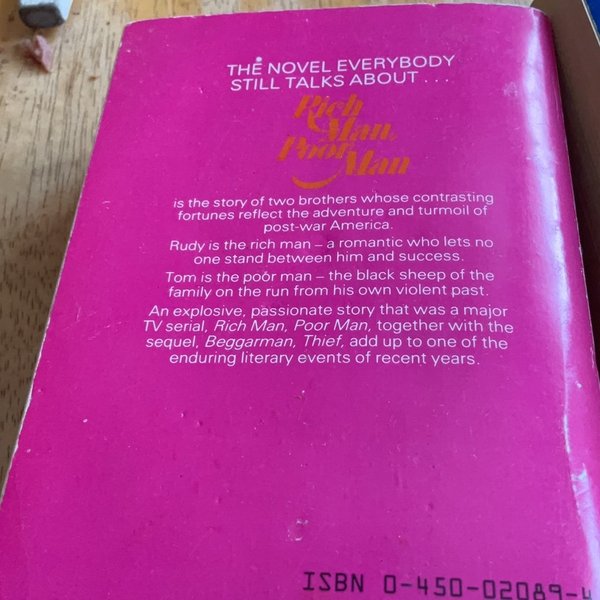 THE NOVEL EVERYBODY
STILL TALKS ABOUT...
Rich
Man,
Poor
Man
is the story of two brothers whose contrasting
fortunes reflect the adventure and turmoil of
post-war America.
Rudy is the rich man – a romantic who lets no
one stand between him and success.
Tom is the poor man – the black sheep of the
family on the run from his own violent past.
An explosive, passionate story that was a major
TV serial, Rich Man, Poor Man, together with the
sequel, Beggarman, Thief, add up to one of the
enduring literary events of recent years.
ISBN 0-450-02089-4